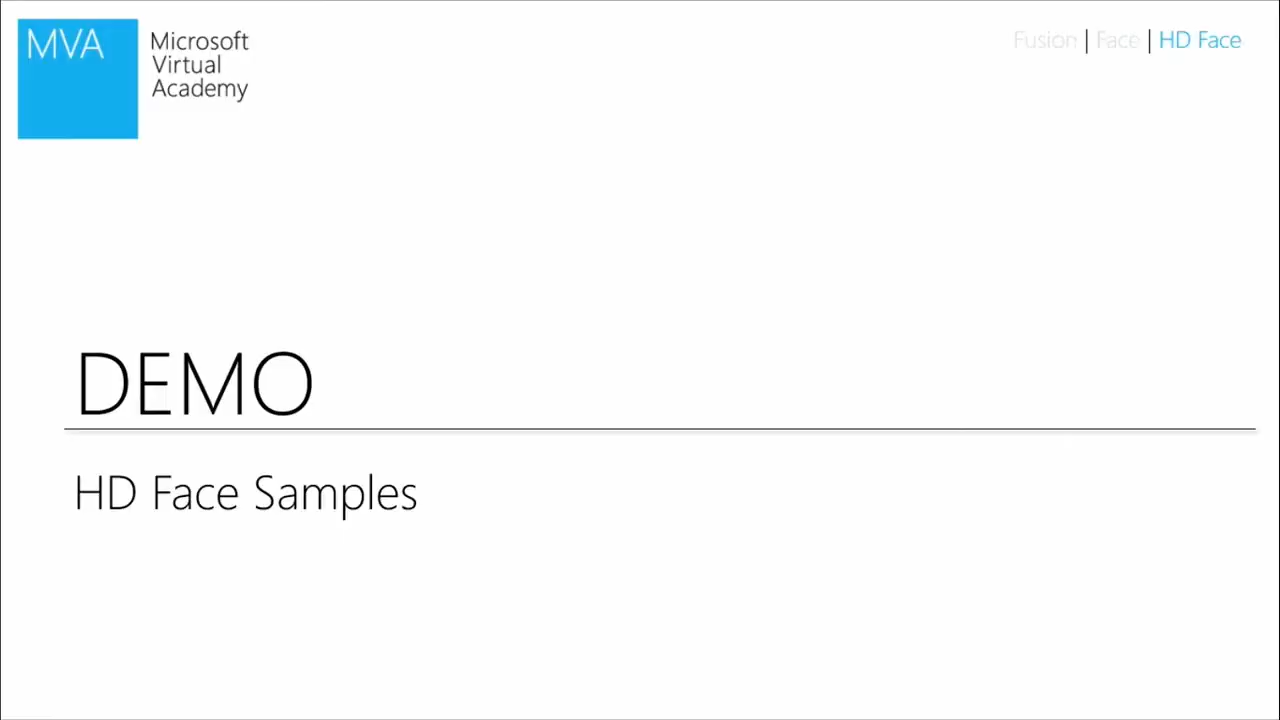 MVA
Microsoft
Virtual
Academy
Fusion | Face | HD Face
DEMO
HD Face Samples